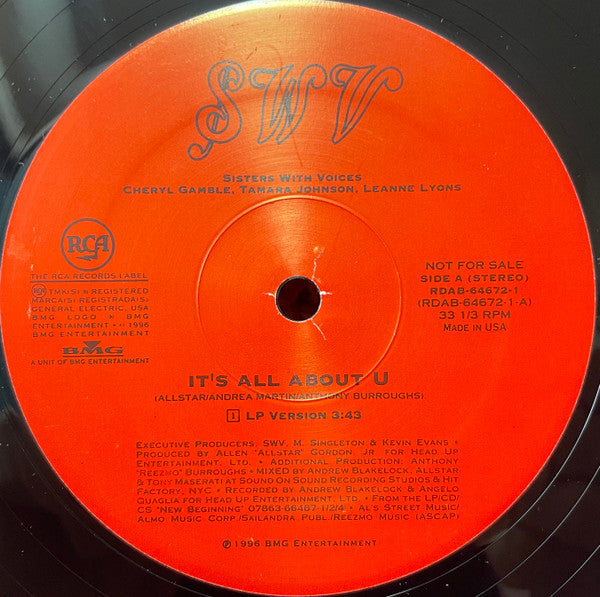 SWV
SISTERS WITH VOICES
CHERYL GAMBLE, TAMARA JOHNSON, LEANNE LYONS
RCA
THE RCA RECORDS LABEL
TMK(S) ® REGISTERED
MARCA(S) REGISTRADA(S)
GENERAL ELECTRIC, USA
BMG LOGO ® BMG
ENTERTAINMENT • © 1996
BMG ENTERTAINMENT
BMG
A UNIT OF BMG ENTERTAINMENT
NOT FOR SALE
SIDE A (STEREO)
RDAB-64672-1
(RDAB-64672-1-A)
33 1/3 RPM
MADE IN USA
IT'S ALL ABOUT U
(ALLSTAR/ANDREA MARTIN/ANTHONY BURROUGHS)
1 LP VERSION 3:43
EXECUTIVE PRODUCERS: SWV, M. SINGLETON & KEVIN EVANS •
PRODUCED BY ALLEN "ALLSTAR" GORDON, JR FOR HEAD UP
ENTERTAINMENT, LTD. • ADDITIONAL PRODUCTION: ANTHONY
"REEZMO" BURROUGHS • MIXED BY ANDREW BLAKELOCK, ALLSTAR
& TONY MASERATI AT SOUND ON SOUND RECORDING STUDIOS & HIT
FACTORY, NYC • RECORDED BY ANDREW BLAKELOCK & ANGELO
QUAGLIA FOR HEAD UP ENTERTAINMENT, LTD. • FROM THE LP/CD/
CS "NEW BEGINNING" 07863-66487-1/2/4 • AL'S STREET MUSIC/
ALMO MUSIC CORP./SAILANDRA PUBL./REEZMO MUSIC (ASCAP)
℗ 1996 BMG ENTERTAINMENT